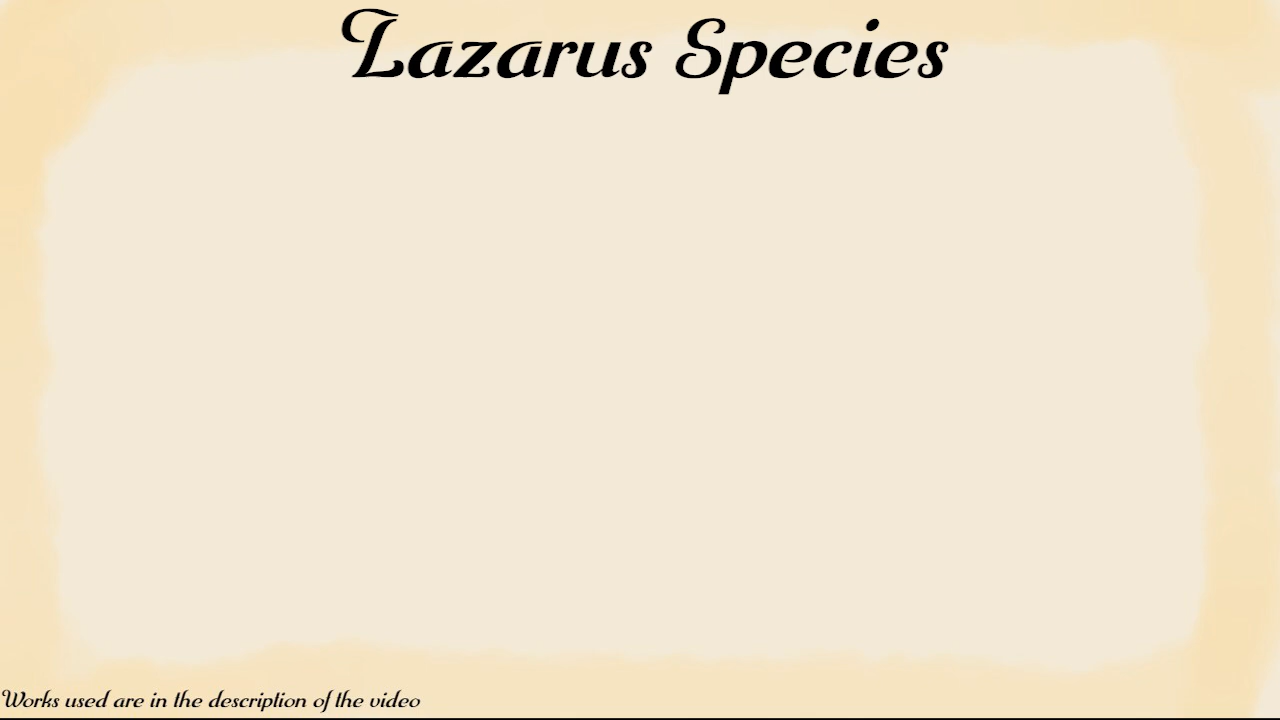 Lazarus Species
Works used are in the description of the video